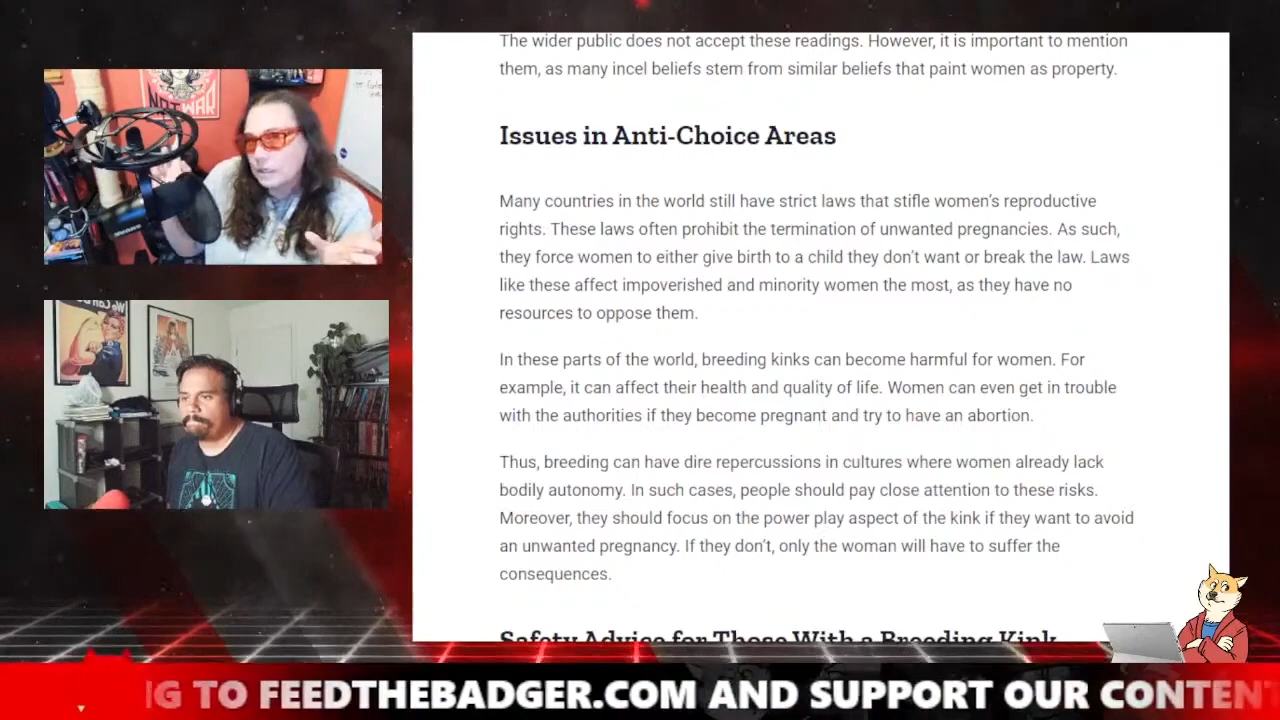 NOT WAR
We Can Do
The wider public does not accept these readings. However, it is important to mention
them, as many incel beliefs stem from similar beliefs that paint women as property.
Issues in Anti-Choice Areas
Many countries in the world still have strict laws that stifle women’s reproductive
rights. These laws often prohibit the termination of unwanted pregnancies. As such,
they force women to either give birth to a child they don’t want or break the law. Laws
like these affect impoverished and minority women the most, as they have no
resources to oppose them.
In these parts of the world, breeding kinks can become harmful for women. For
example, it can affect their health and quality of life. Women can even get in trouble
with the authorities if they become pregnant and try to have an abortion.
Thus, breeding can have dire repercussions in cultures where women already lack
bodily autonomy. In such cases, people should pay close attention to these risks.
Moreover, they should focus on the power play aspect of the kink if they want to avoid
an unwanted pregnancy. If they don’t, only the woman will have to suffer the
consequences.
Safety Advice for Those With a Breeding Kink
NG TO FEEDTHEBADGER.COM AND SUPPORT OUR CONTENT